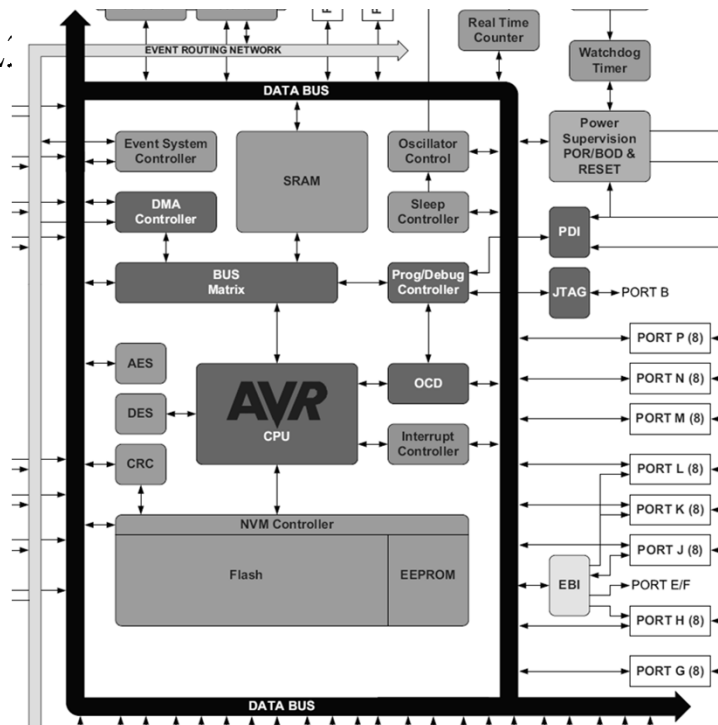 EVENT ROUTING NETWORK
Real Time
Counter
Watchdog
Timer
DATA BUS
Event System
Controller
SRAM
Oscillator
Control
Power
Supervision
POR/BOD &
RESET
DMA
Controller
Sleep
Controller
PDI
BUS
Matrix
Prog/Debug
Controller
JTAG
PORT B
PORT P (8)
AES
AVR
CPU
OCD
PORT N (8)
DES
PORT M (8)
Interrupt
Controller
CRC
PORT L (8)
PORT K (8)
NVM Controller
PORT J (8)
Flash
EEPROM
EBI
PORT E/F
PORT H (8)
PORT G (8)
DATA BUS